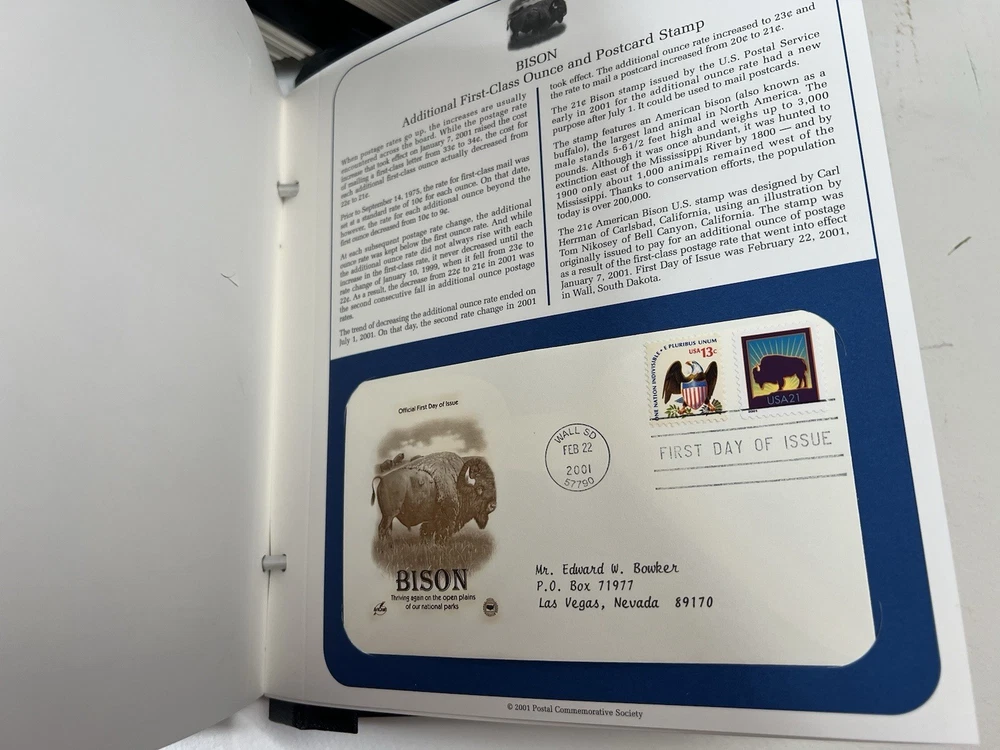 BISON
Additional First-Class Ounce and Postcard Stamp
When postage rates go up, the increases are usually
encountered across the board. While the postage rate
increase that took effect on January 7, 2001 raised the cost
of mailing a first-class letter from 33¢ to 34¢, the cost for
each additional first-class ounce actually decreased from
22¢ to 21¢.
Prior to September 14, 1975, the rate for first-class mail was
set at a standard rate of 10¢ for each ounce. On that date,
however, the rate for each additional ounce beyond the
first ounce decreased from 10¢ to 9¢.
At each subsequent postage rate change, the additional
ounce rate was kept below the first ounce rate. And while
the additional ounce rate did not always rise with each
increase in the first-class rate, it never decreased until the
rate change of January 10, 1999, when it fell from 23¢ to
22¢. As a result, the decrease from 22¢ to 21¢ in 2001 was
the second consecutive fall in additional ounce postage
rates.
The trend of decreasing the additional ounce rate ended on
July 1, 2001. On that day, the second rate change in 2001
took effect. The additional ounce rate increased to 23¢ and
the rate to mail a postcard increased from 20¢ to 21¢.
The 21¢ Bison stamp issued by the U.S. Postal Service
early in 2001 for the additional ounce rate had a new
purpose after July 1. It could be used to mail postcards.
The stamp features an American bison (also known as a
buffalo), the largest land animal in North America. The
male stands 5-61/2 feet high and weighs up to 3,000
pounds. Although it was once abundant, it was hunted to
extinction east of the Mississippi River by 1800 — and by
1900 only about 1,000 animals remained west of the
Mississippi. Thanks to conservation efforts, the population
today is over 200,000.
The 21¢ American Bison U.S. stamp was designed by Carl
Herman of Carlsbad, California, using an illustration by
Tom Nikosey of Bell Canyon, California. The stamp was
originally issued to pay for an additional ounce of postage
as a result of the first-class postage rate that went into effect
January 7, 2001. First Day of Issue was February 22, 2001,
in Wall, South Dakota.
Official First Day of Issue
BISON
Thriving again on the open plains
of our national parks
WALL SD
FEB 22
2001
57790
ONE NATION INDIVISIBLE • E PLURIBUS UNUM
USA 13c
USA 21
2001
FIRST DAY OF ISSUE
Mr. Edward W. Bowker
P.O. Box 71977
Las Vegas, Nevada 89170
© 2001 Postal Commemorative Society